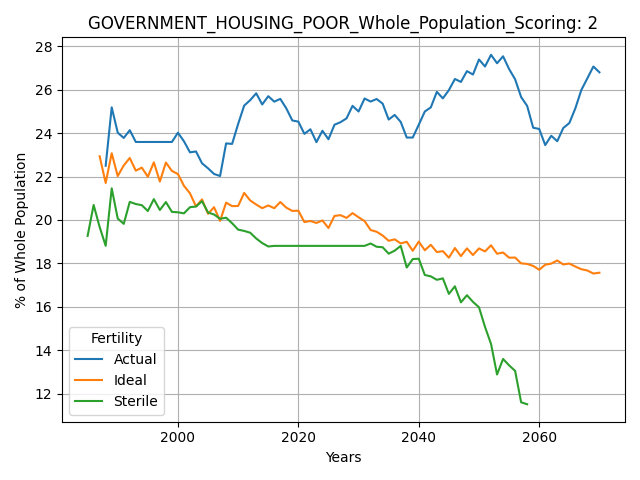 GOVERNMENT_HOUSING_POOR_Whole_Population_Scoring: 2
28
26
24
22
20
18
16
14
12
% of Whole Population
Fertility
Actual
Ideal
Sterile
2000 2020 2040 2060
Years